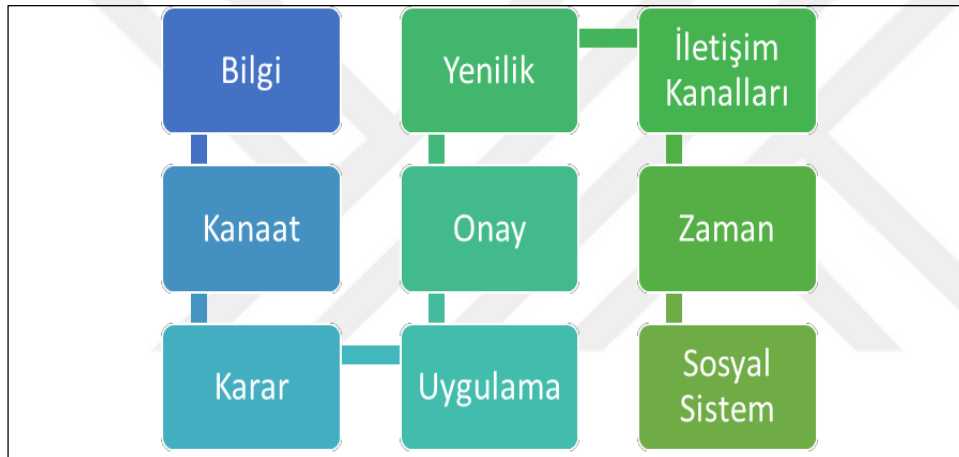 Bilgi
Kanaat
Karar
Uygulama
Onay
Yenilik
İletişim
Kanalları
Zaman
Sosyal
Sistem